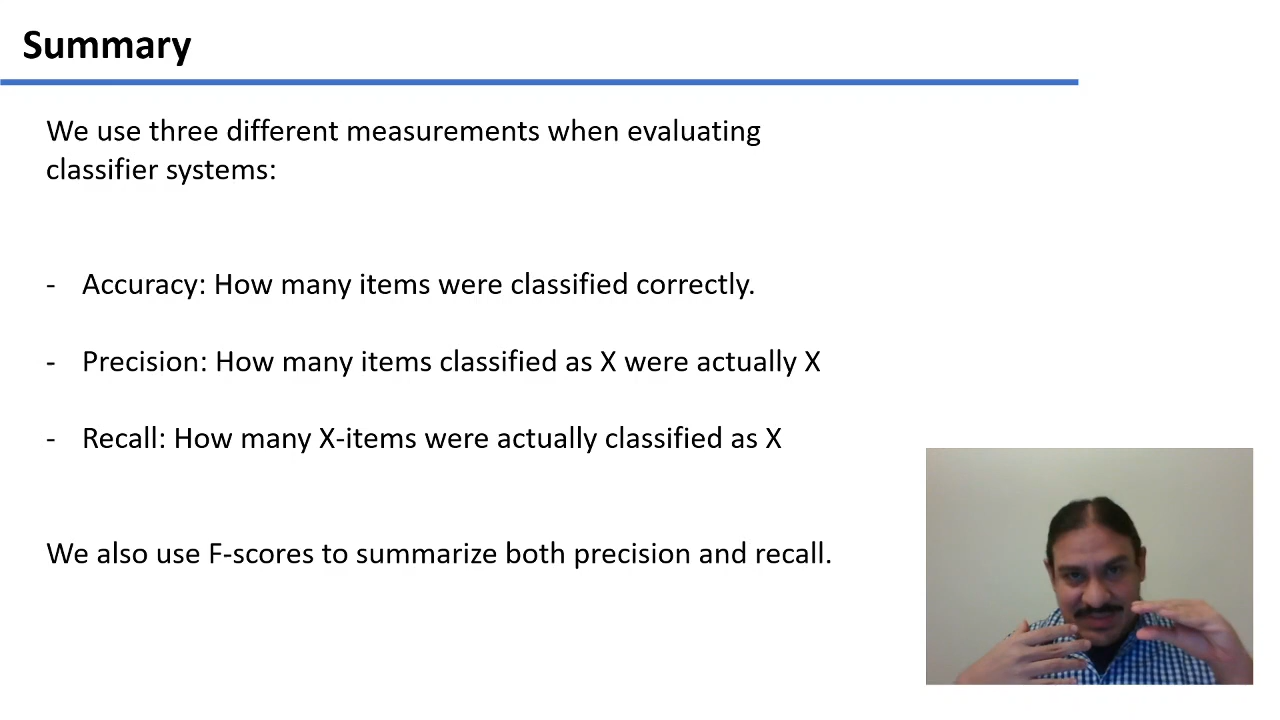 Summary
We use three different measurements when evaluating
classifier systems:
- Accuracy: How many items were classified correctly.
- Precision: How many items classified as X were actually X
- Recall: How many X-items were actually classified as X
We also use F-scores to summarize both precision and recall.